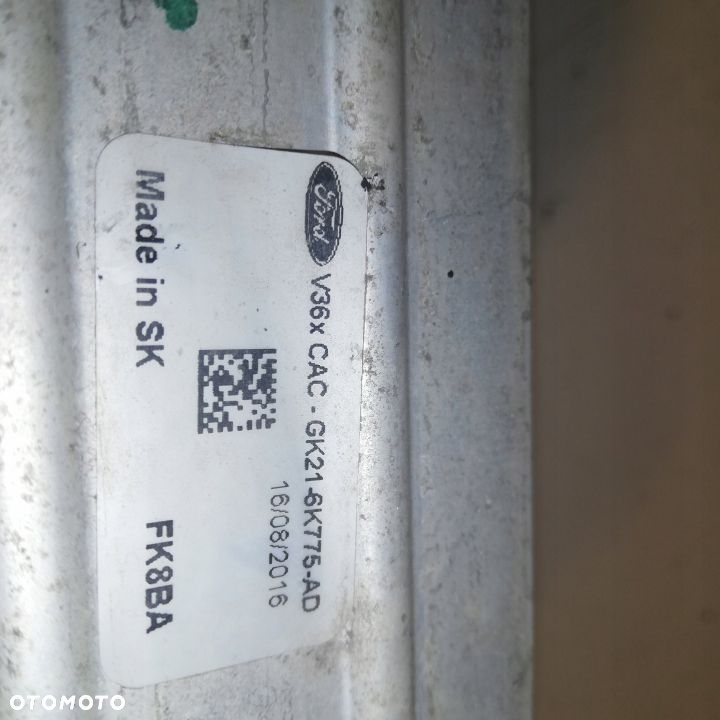 Ford
V36x CAC - GK21-6K775-AD
16/08/2016
Made in SK
FK8BA
OTOMOTO